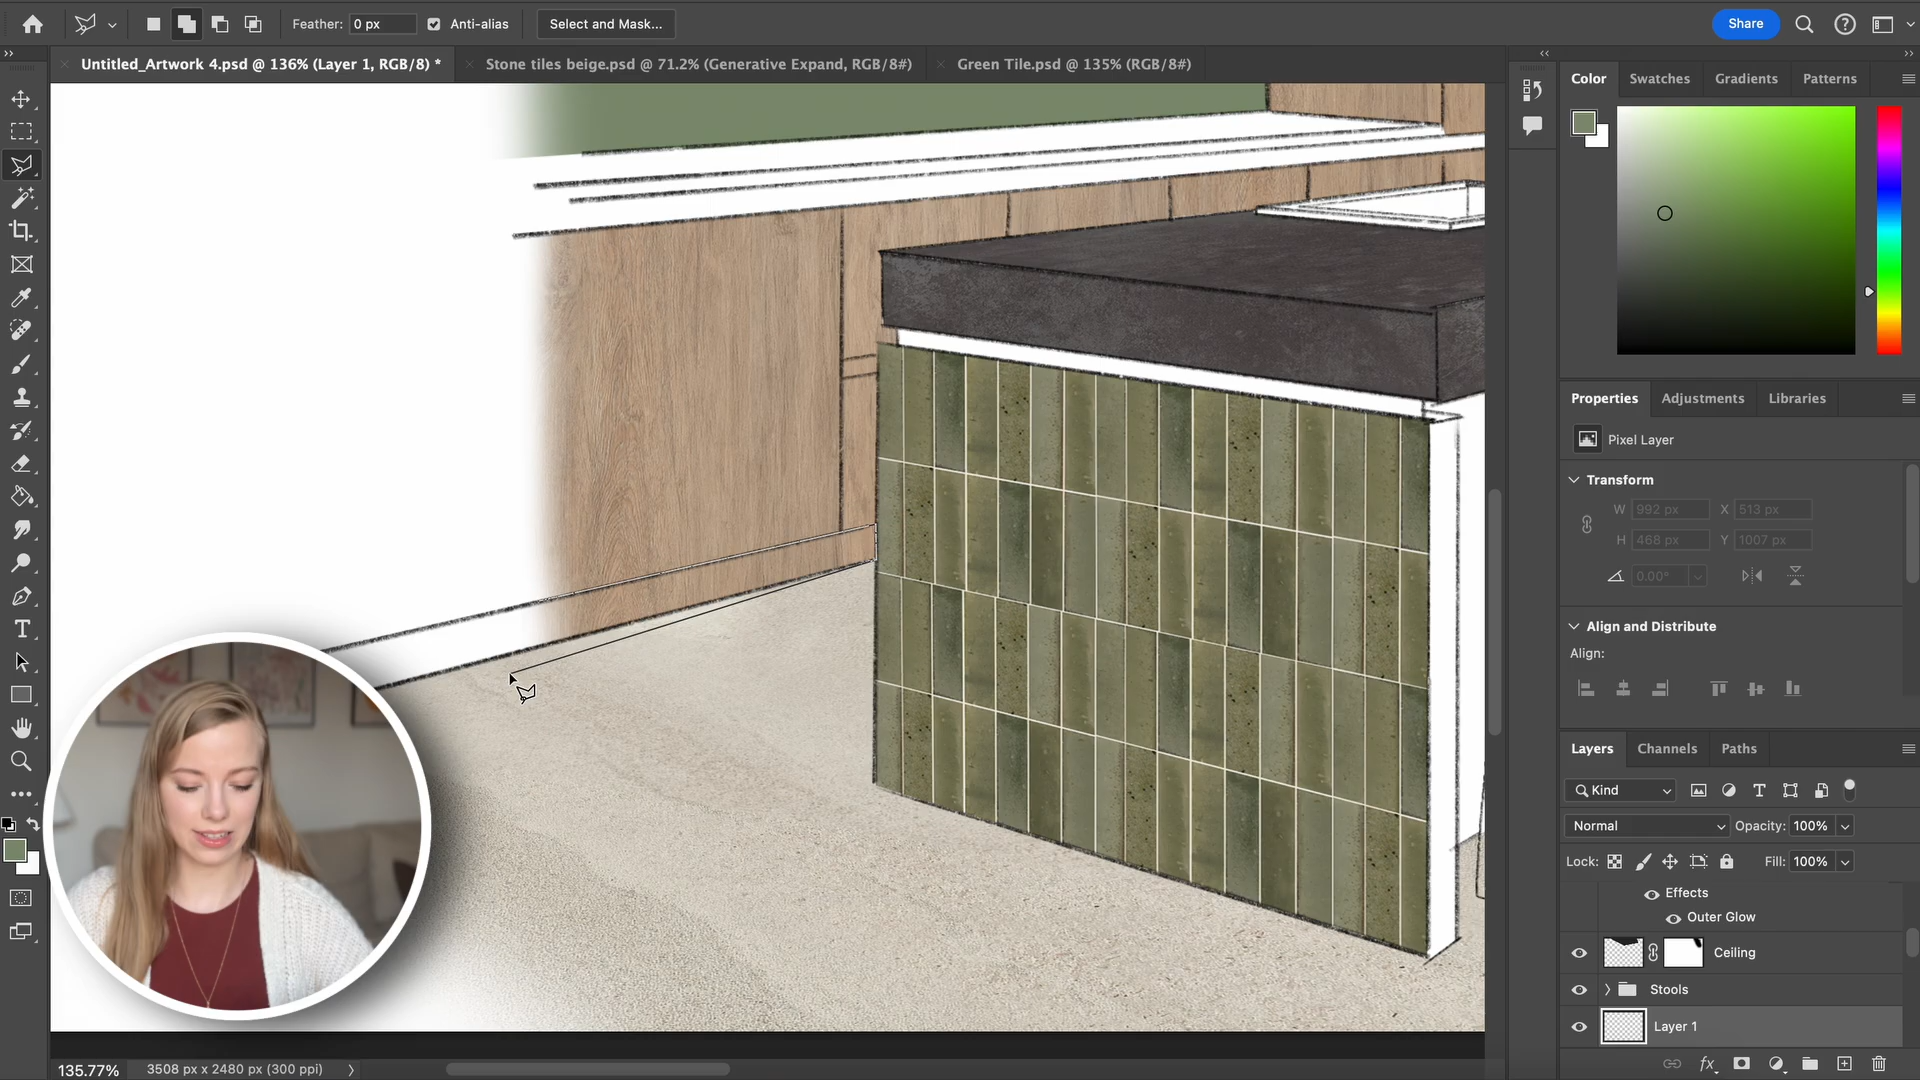 Feather: 0 px Anti-alias Select and Mask... Share
Untitled_Artwork 4.psd @ 136% (Layer 1, RGB/8) * Stone tiles beige.psd @ 71.2% (Generative Expand, RGB/8#) Green Tile.psd @ 135% (RGB/8#)
Color Swatches Gradients Patterns
Properties Adjustments Libraries
Pixel Layer
Transform
W 992 px X 513 px
H 468 px Y 1007 px
0.00°
Align and Distribute
Align:
Layers Channels Paths
Kind
Normal Opacity: 100%
Lock: Fill: 100%
Effects
Outer Glow
Ceiling
Stools
Layer 1
fx
135.77% 3508 px x 2480 px (300 ppi)